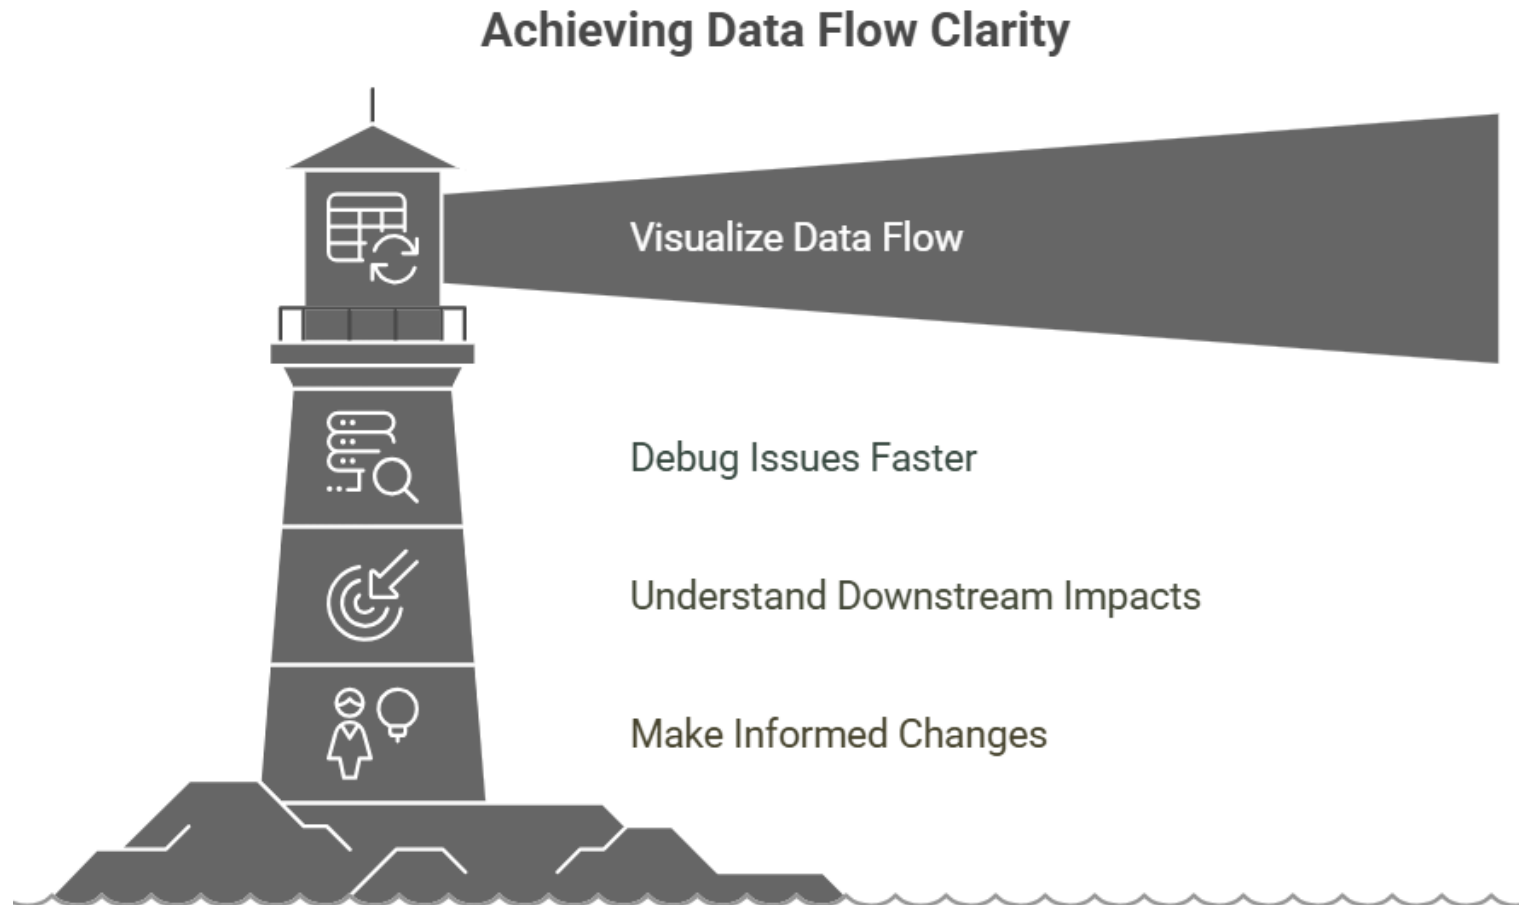 Achieving Data Flow Clarity
Visualize Data Flow
Debug Issues Faster
Understand Downstream Impacts
Make Informed Changes